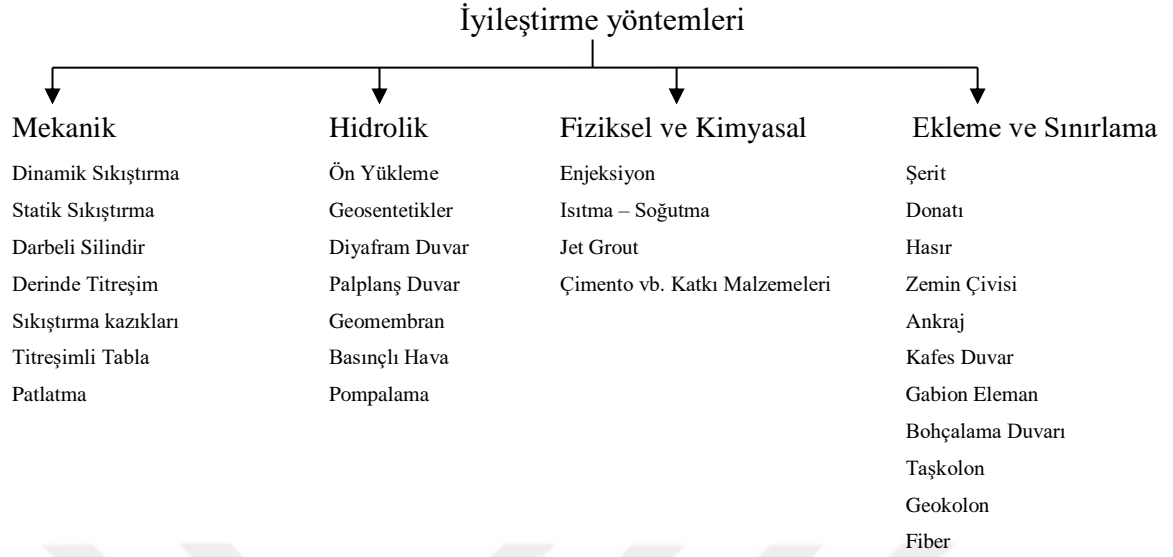 İyileştirme yöntemleri
Mekanik
Dinamik Sıkıştırma
Statik Sıkıştırma
Darbeli Silindir
Derinde Titreşim
Sıkıştırma kazıkları
Titreşimli Tabla
Patlatma
Hidrolik
Ön Yükleme
Geosentetikler
Diyafram Duvar
Palplanş Duvar
Geomembran
Basınçlı Hava
Pompalama
Fiziksel ve Kimyasal
Enjeksiyon
Isıtma – Soğutma
Jet Grout
Çimento vb. Katkı Malzemeleri
Ekleme ve Sınırlama
Şerit
Donatı
Hasır
Zemin Çivisi
Ankraj
Kafes Duvar
Gabion Eleman
Bohçalama Duvarı
Taşkolon
Geokolon
Fiber